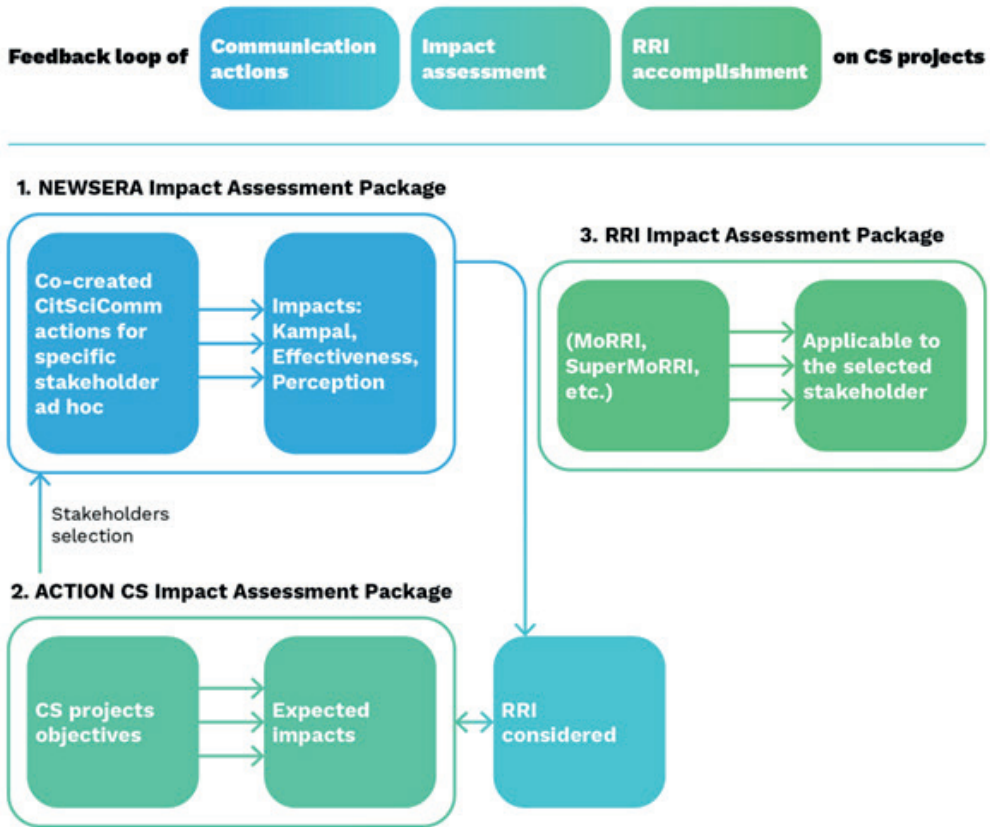 Feedback loop of
Communication
actions
Impact
assessment
RRI
accomplishment
on CS projects
1. NEWSERA Impact Assessment Package
Co-created
CitSciComm
actions for
specific
stakeholder
ad hoc
Impacts:
Kampal,
Effectiveness,
Perception
3. RRI Impact Assessment Package
(MoRRI,
SuperMoRRI,
etc.)
Applicable to
the selected
stakeholder
Stakeholders
selection
2. ACTION CS Impact Assessment Package
CS projects
objectives
Expected
impacts
RRI
considered